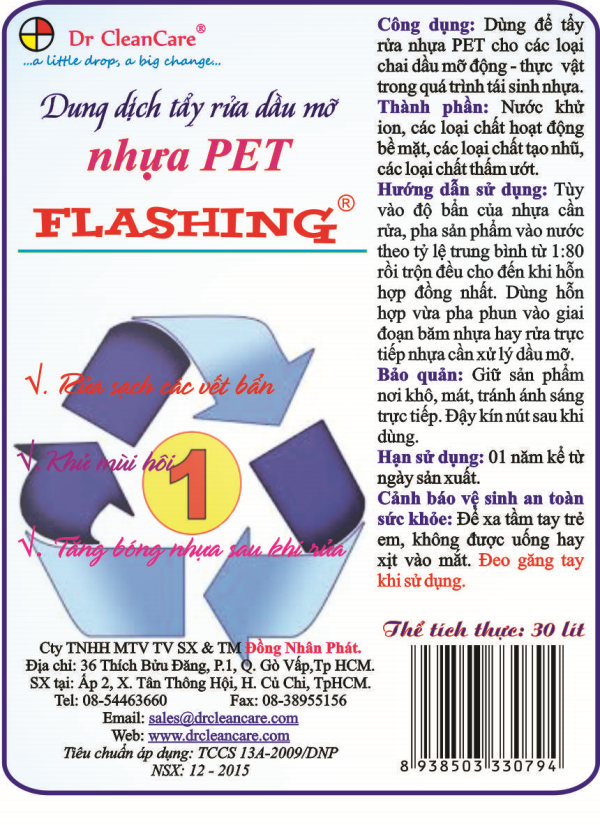 Dr CleanCare®
...a little drop, a big change...
Dung dịch tẩy rửa dầu mỡ
nhựa PET
FLASHING®
√. Rửa sạch các vết bẩn
√. Khử mùi hôi
1
√. Tăng bóng nhựa sau khi rửa
Cty TNHH MTV TV SX & TM Đồng Nhân Phát.
Địa chỉ: 36 Thích Bửu Đăng, P.1, Q. Gò Vấp,Tp HCM.
SX tại: Ấp 2, X. Tân Thông Hội, H. Củ Chi, TpHCM.
Tel: 08-54463660 Fax: 08-38955156
Email: sales@drcleancare.com
Web: www.drcleancare.com
Tiêu chuẩn áp dụng: TCCS 13A-2009/DNP
NSX: 12 - 2015
Công dụng: Dùng để tẩy
rửa nhựa PET cho các loại
chai dầu mỡ động - thực vật
trong quá trình tái sinh nhựa.
Thành phần: Nước khử
ion, các loại chất hoạt động
bề mặt, các loại chất tạo nhũ,
các loại chất thấm ướt.
Hướng dẫn sử dụng: Tùy
vào độ bẩn của nhựa cần
rửa, pha sản phẩm vào nước
theo tỷ lệ trung bình từ 1:80
rồi trộn đều cho đến khi hỗn
hợp đồng nhất. Dùng hỗn
hợp vừa pha phun vào giai
đoạn băm nhựa hay rửa trực
tiếp nhựa cần xử lý dầu mỡ.
Bảo quản: Giữ sản phẩm
nơi khô, mát, tránh ánh sáng
trực tiếp. Đậy kín nút sau khi
dùng.
Hạn sử dụng: 01 năm kể từ
ngày sản xuất.
Cảnh báo vệ sinh an toàn
sức khỏe: Để xa tầm tay trẻ
em, không được uống hay
xịt vào mắt. Đeo găng tay
khi sử dụng.
Thể tích thực: 30 lít
8 938503 330794